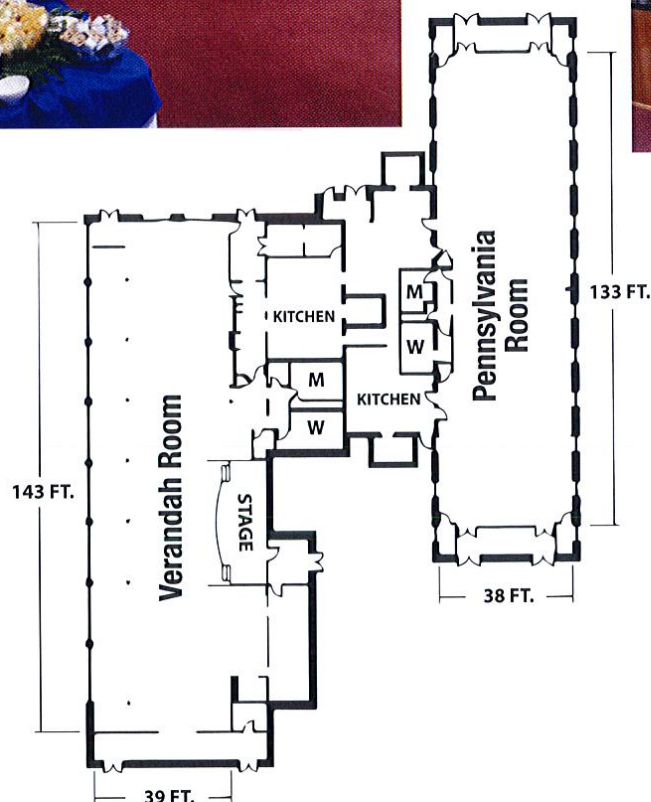 Pennsylvania
Room
133 FT.
M
KITCHEN
W
M
KITCHEN
W
Verandah Room
143 FT.
STAGE
38 FT.
39 FT.